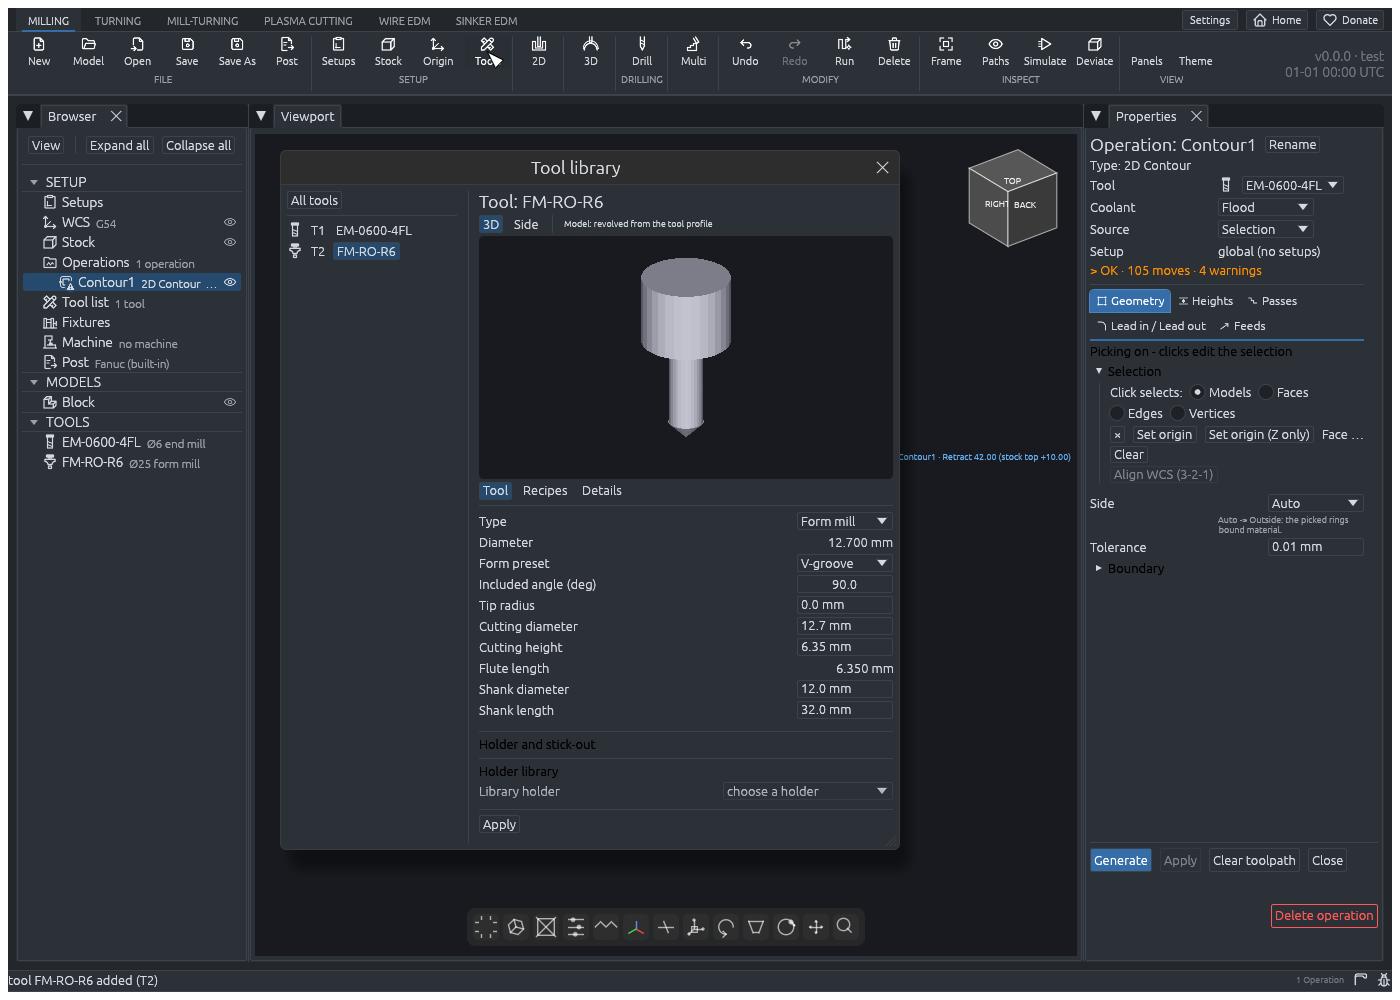 MILLING TURNING MILL-TURNING PLASMA CUTTING WIRE EDM SINKER EDM Settings Home Donate
New Model Open Save Save As Post Setups Stock Origin 2D 3D Drill Multi Undo Redo Run Delete Frame Paths Simulate Deviate Panels Theme
FILE SETUP DRILLING MODIFY INSPECT VIEW
v0.0.0 · test
01-01 00:00 UTC
Browser
View Expand all Collapse all
SETUP
Setups
WCS G54
Stock
Operations 1 operation
Contour1 2D Contour ...
Tool list 1 tool
Fixtures
Machine no machine
Post Fanuc (built-in)
MODELS
Block
TOOLS
EM-0600-4FL Ø6 end mill
FM-RO-R6 Ø25 form mill
Viewport
TOP
RIGHT BACK
Contour1 · Retract 42.00 (stock top +10.00)
Tool library
All tools
T1 EM-0600-4FL
T2 FM-RO-R6
Tool: FM-RO-R6
3D Side Model: revolved from the tool profile
Tool Recipes Details
Type Form mill
Diameter 12.700 mm
Form preset V-groove
Included angle (deg) 90.0
Tip radius 0.0 mm
Cutting diameter 12.7 mm
Cutting height 6.35 mm
Flute length 6.350 mm
Shank diameter 12.0 mm
Shank length 32.0 mm
Holder and stick-out
Holder library
Library holder choose a holder
Apply
Properties
Operation: Contour1 Rename
Type: 2D Contour
Tool EM-0600-4FL
Coolant Flood
Source Selection
Setup global (no setups)
> OK · 105 moves · 4 warnings
Geometry Heights Passes
Lead in / Lead out Feeds
Picking on - clicks edit the selection
Selection
Click selects: Models Faces
Edges Vertices
× Set origin Set origin (Z only) Face ...
Clear
Align WCS (3-2-1)
Side Auto
Auto -> Outside: the picked rings
bound material.
Tolerance 0.01 mm
Boundary
Generate Apply Clear toolpath Close
Delete operation
tool FM-RO-R6 added (T2)
1 Operation